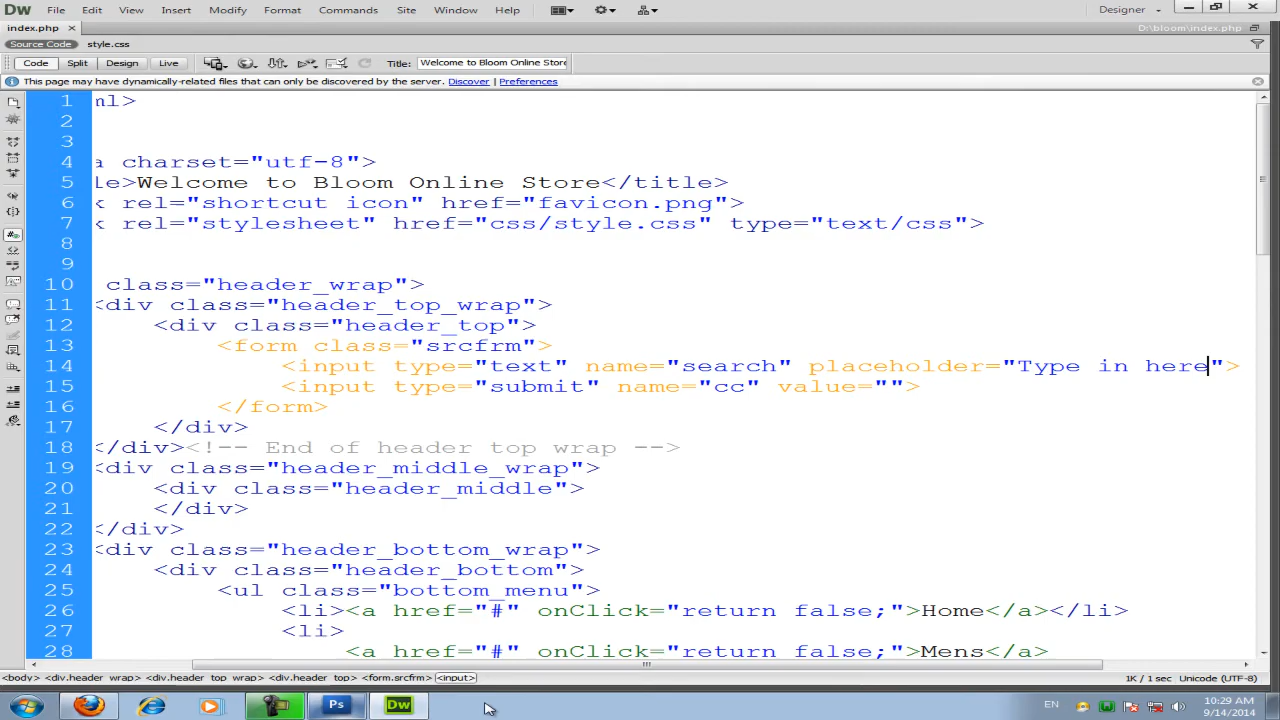 Dw File Edit View Insert Modify Format Commands Site Window Help Designer
index.php D:\bloom\index.php
Source Code style.css
Code Split Design Live Title: Welcome to Bloom Online Store
This page may have dynamically-related files that can only be discovered by the server. Discover | Preferences
1 ml>
2
3
4 a charset="utf-8">
5 le>Welcome to Bloom Online Store</title>
6 k rel="shortcut icon" href="favicon.png">
7 k rel="stylesheet" href="css/style.css" type="text/css">
8
9
10 class="header_wrap">
11 <div class="header_top_wrap">
12 <div class="header_top">
13 <form class="srcfrm">
14 <input type="text" name="search" placeholder="Type in here">
15 <input type="submit" name="cc" value="">
16 </form>
17 </div>
18 </div><!-- End of header top wrap -->
19 <div class="header_middle_wrap">
20 <div class="header_middle">
21 </div>
22 </div>
23 <div class="header_bottom_wrap">
24 <div class="header_bottom">
25 <ul class="bottom_menu">
26 <li><a href="#" onClick="return false;">Home</a></li>
27 <li>
28 <a href="#" onClick="return false;">Mens</a>
<body> <div.header_wrap> <div.header_top_wrap> <div.header_top> <form.srcfrm> <input> 1K / 1 sec Unicode (UTF-8)
Ps Dw EN 10:29 AM
9/14/2014